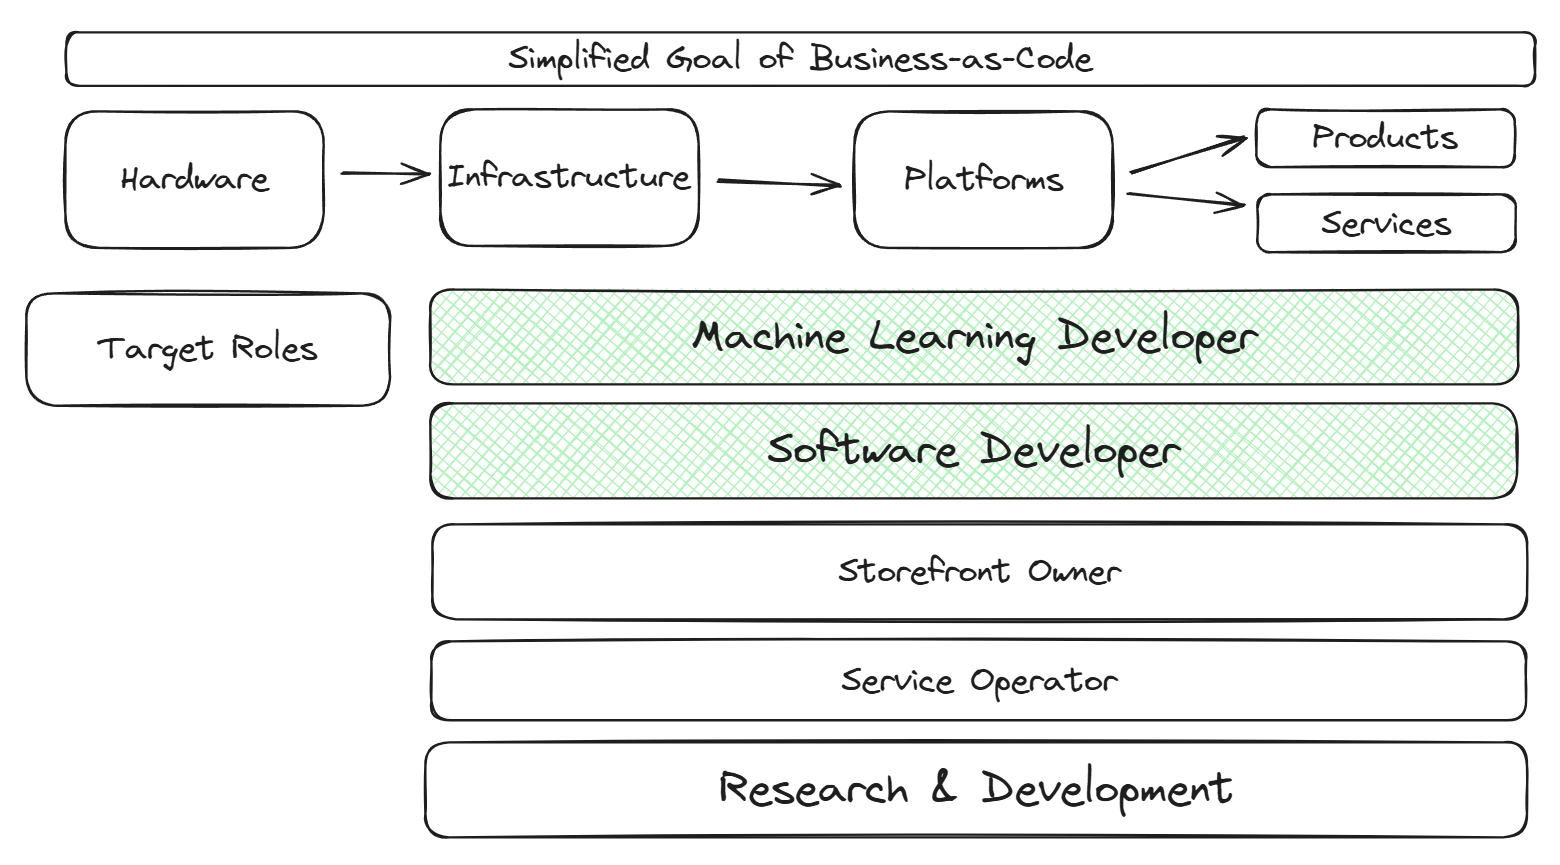 Simplified Goal of Business-as-Code
Hardware
Infrastructure
Platforms
Products
Services
Target Roles
Machine Learning Developer
Software Developer
Storefront Owner
Service Operator
Research & Development